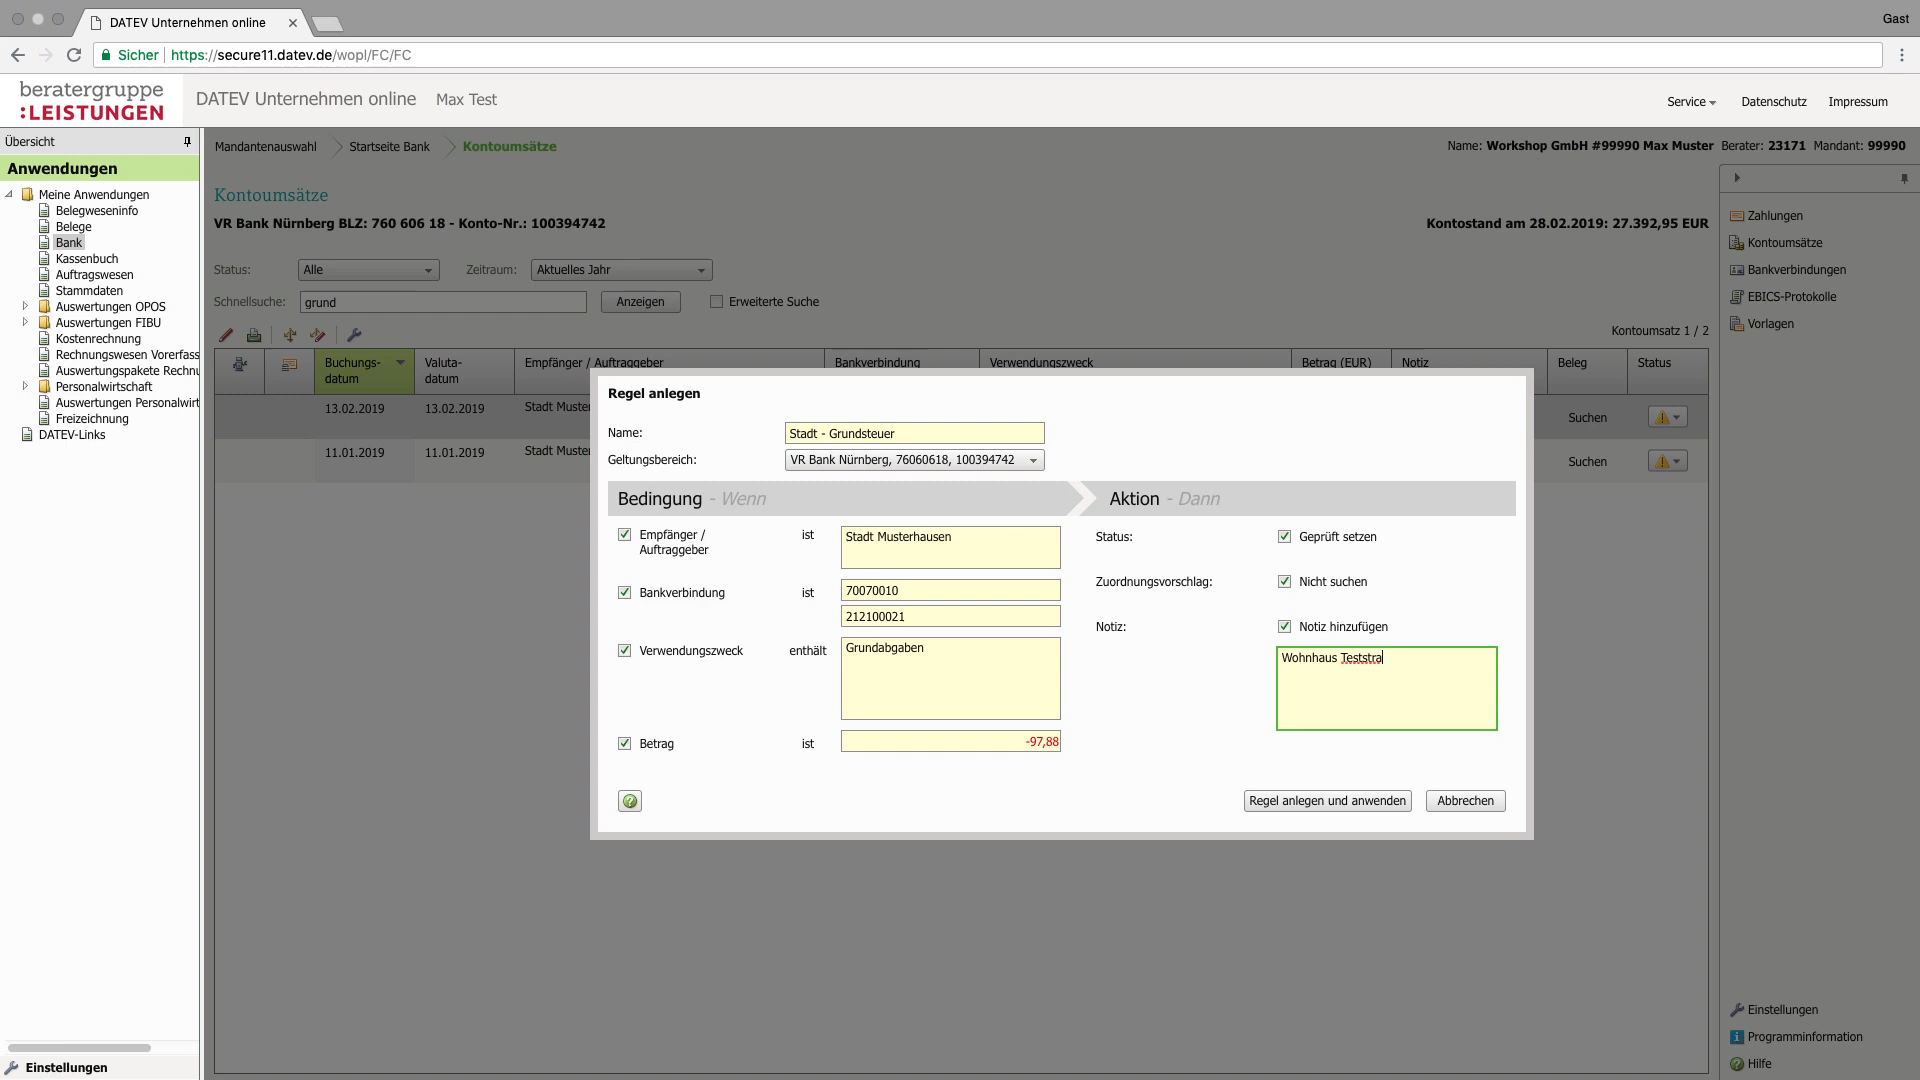 DATEV Unternehmen online
Gast
Sicher https://secure11.datev.de/wopl/FC/FC
beratergruppe
:LEISTUNGEN
DATEV Unternehmen online Max Test
Service Datenschutz Impressum
Übersicht
Anwendungen
Meine Anwendungen
Belegweseninfo
Belege
Bank
Kassenbuch
Auftragswesen
Stammdaten
Auswertungen OPOS
Auswertungen FIBU
Kostenrechnung
Rechnungswesen Vorerfass
Auswertungspakete Rechnu
Personalwirtschaft
Auswertungen Personalwirt
Freizeichnung
DATEV-Links
Einstellungen
Mandantenauswahl Startseite Bank Kontoumsätze
Name: Workshop GmbH #99990 Max Muster Berater: 23171 Mandant: 99990
Kontoumsätze
VR Bank Nürnberg BLZ: 760 606 18 - Konto-Nr.: 100394742
Kontostand am 28.02.2019: 27.392,95 EUR
Status: Alle Zeitraum: Aktuelles Jahr
Schnellsuche: grund Anzeigen Erweiterte Suche
Kontoumsatz 1 / 2
Buchungs-
datum
Valuta-
datum
Empfänger / Auftraggeber
Bankverbindung
Verwendungszweck
Betrag (EUR)
Notiz
Beleg
Status
13.02.2019 13.02.2019 Stadt Muste Suchen
11.01.2019 11.01.2019 Stadt Muste Suchen
Regel anlegen
Name: Stadt - Grundsteuer
Geltungsbereich: VR Bank Nürnberg, 76060618, 100394742
Bedingung - Wenn
Empfänger /
Auftraggeber
ist
Stadt Musterhausen
Bankverbindung ist 70070010
212100021
Verwendungszweck enthält Grundabgaben
Betrag ist -97,88
Aktion - Dann
Status: Geprüft setzen
Zuordnungsvorschlag: Nicht suchen
Notiz: Notiz hinzufügen
Wohnhaus Teststra
?
Regel anlegen und anwenden Abbrechen
Zahlungen
Kontoumsätze
Bankverbindungen
EBICS-Protokolle
Vorlagen
Einstellungen
Programminformation
Hilfe